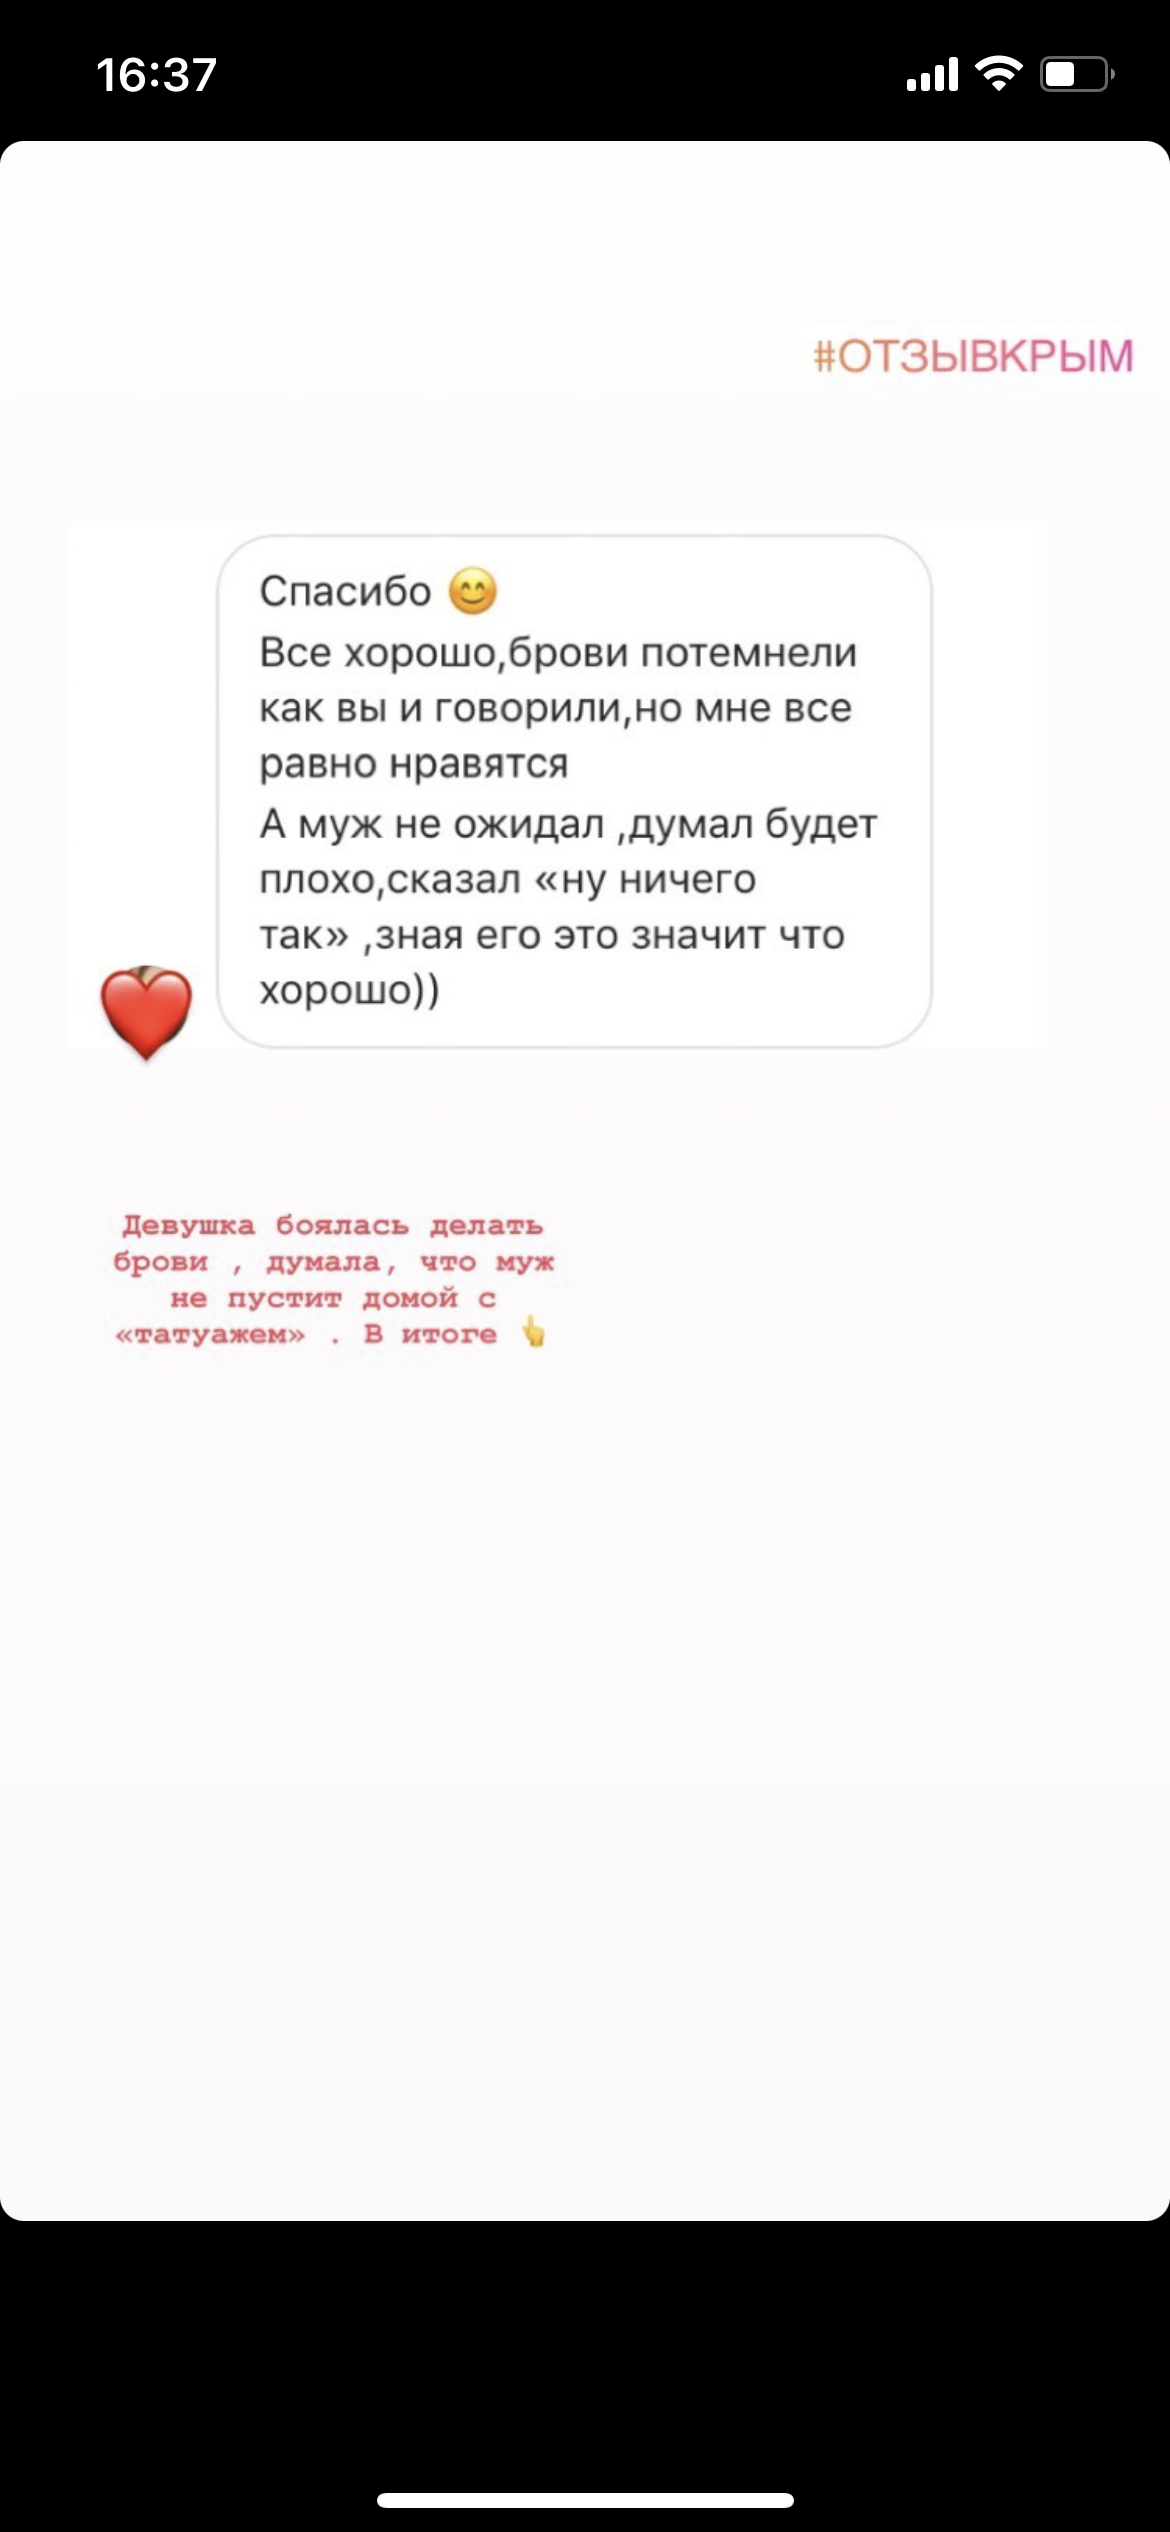 16:37
#ОТЗЫВКРЫМ
Спасибо 😊
Все хорошо,брови потемнели
как вы и говорили,но мне все
равно нравятся
А муж не ожидал ,думал будет
плохо,сказал «ну ничего
так» ,зная его это значит что
хорошо))
Девушка боялась делать
брови , думала, что муж
не пустит домой с
«татуажем» . В итоге 👆